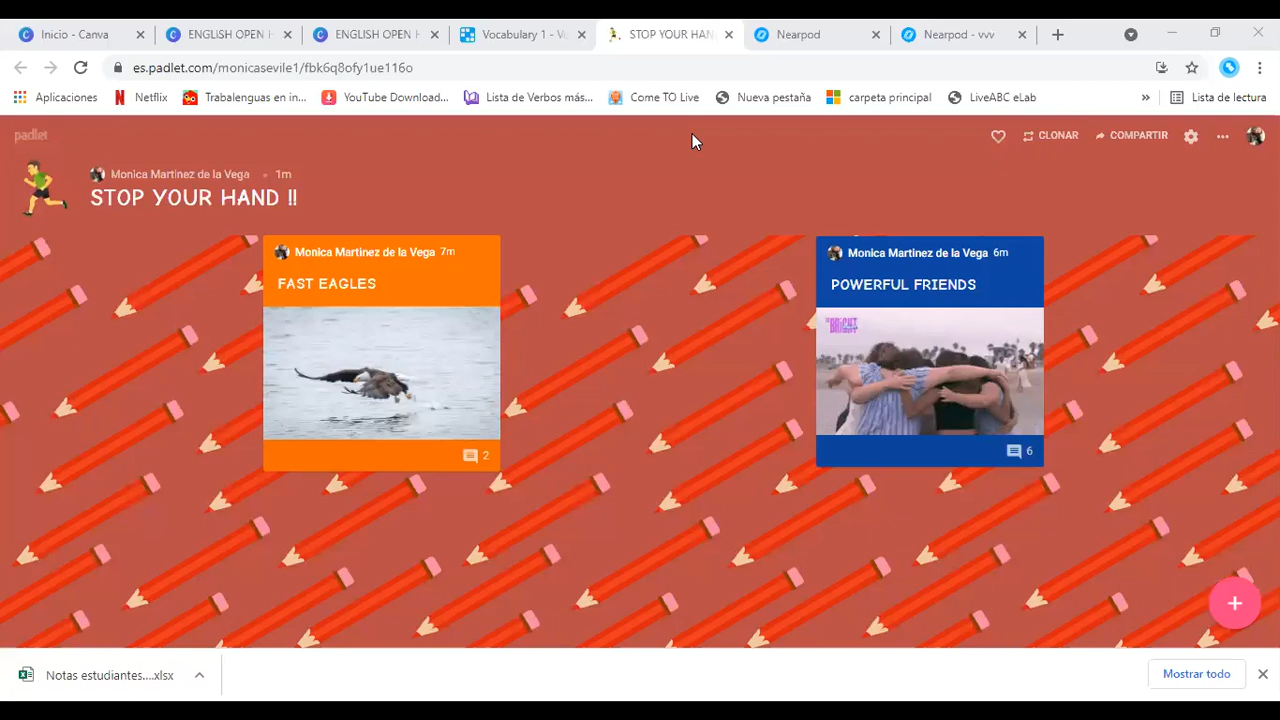 Inicio - Canva
ENGLISH OPEN H
ENGLISH OPEN H
Vocabulary 1 - Vo
STOP YOUR HAN
Nearpod
Nearpod - vvv
es.padlet.com/monicasevile1/fbk6q8ofy1ue116o
Aplicaciones
Netflix
Trabalenguas en in...
YouTube Download...
Lista de Verbos más...
Come TO Live
Nueva pestaña
carpeta principal
LiveABC eLab
»
Lista de lectura
padlet
CLONAR
COMPARTIR
Monica Martinez de la Vega • 1m
STOP YOUR HAND !!
Monica Martinez de la Vega 7m
FAST EAGLES
2
Monica Martinez de la Vega 6m
POWERFUL FRIENDS
6
Notas estudiantes....xlsx
Mostrar todo